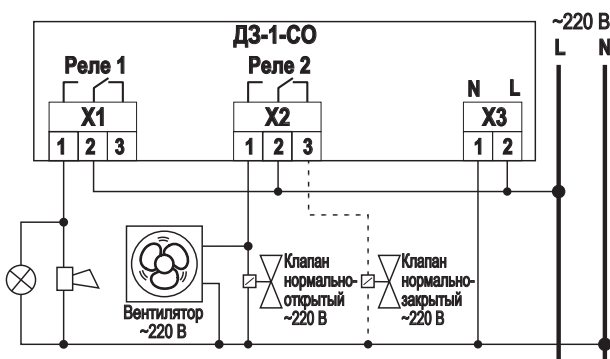 ДЗ-1-СО
~220 В
L N
Реле 1 Реле 2
N L
X1 X2 X3
1 2 3 1 2 3 1 2
Клапан
нормально-
открытый
~220 В
Клапан
нормально-
закрытый
~220 В
Вентилятор
~220 В